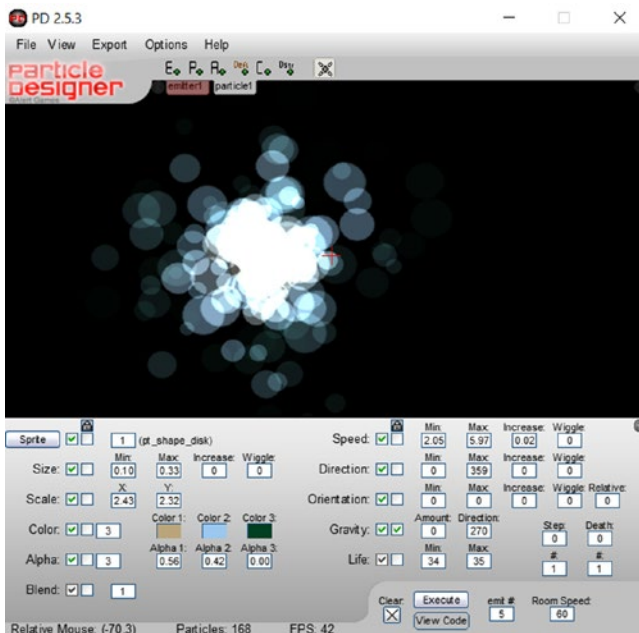 PD 2.5.3
File View Export Options Help
Particle
Designer
emitter1 particle1
Sprite 1 (pt_shape_disk)
Min: Max: Increase: Wiggle:
Size: 0.10 0.33 0 0
X: Y:
Scale: 2.43 2.32
Color 1: Color 2: Color 3:
Color: 3
Alpha 1: Alpha 2: Alpha 3:
Alpha: 3 0.56 0.42 0.00
Blend: 1
Min: Max: Increase: Wiggle:
Speed: 2.05 5.97 0.02 0
Min: Max: Increase: Wiggle:
Direction: 0 359 0 0
Min: Max: Increase: Wiggle: Relative:
Orientation: 0 0 0 0 0
Amount: Direction: Step: Death:
Gravity: 0 270 0 0
Min: Max: #: #:
Life: 34 35 1 1
Clear: Execute emit # Room Speed:
View Code 5 60
Relative Mouse: (-70,3) Particles: 168 FPS: 42